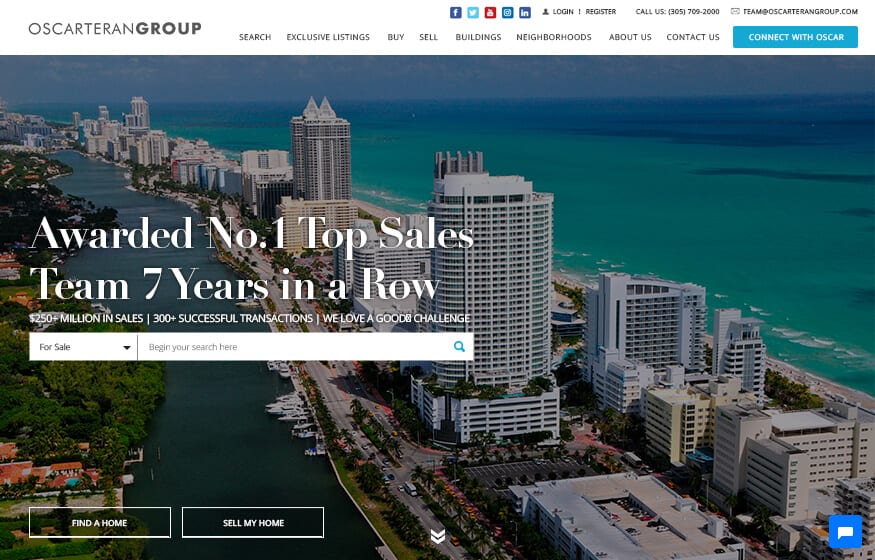 LOGIN | REGISTER CALL US: (305) 709-2000 TEAM@OSCARTERANGROUP.COM
OSCARTERANGROUP
SEARCH EXCLUSIVE LISTINGS BUY SELL BUILDINGS NEIGHBORHOODS ABOUT US CONTACT US CONNECT WITH OSCAR
Awarded No.1 Top Sales
Team 7 Years in a Row
$250+ MILLION IN SALES | 300+ SUCCESSFUL TRANSACTIONS | WE LOVE A GOOD CHALLENGE
For Sale Begin your search here
FIND A HOME SELL MY HOME